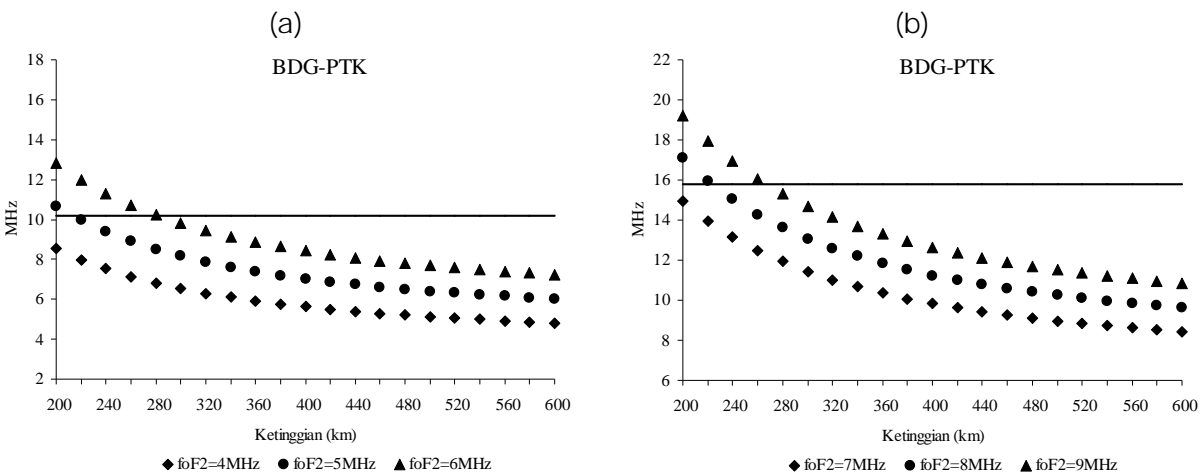 (a)
BDG-PTK
18
16
14
12
10
8
6
4
2
MHz
200 240 280 320 360 400 440 480 520 560 600
Ketinggian (km)
foF2=4MHz foF2=5MHz foF2=6MHz
(b)
BDG-PTK
22
20
18
16
14
12
10
8
6
MHz
200 240 280 320 360 400 440 480 520 560 600
Ketinggian (km)
foF2=7MHz foF2=8MHz foF2=9MHz